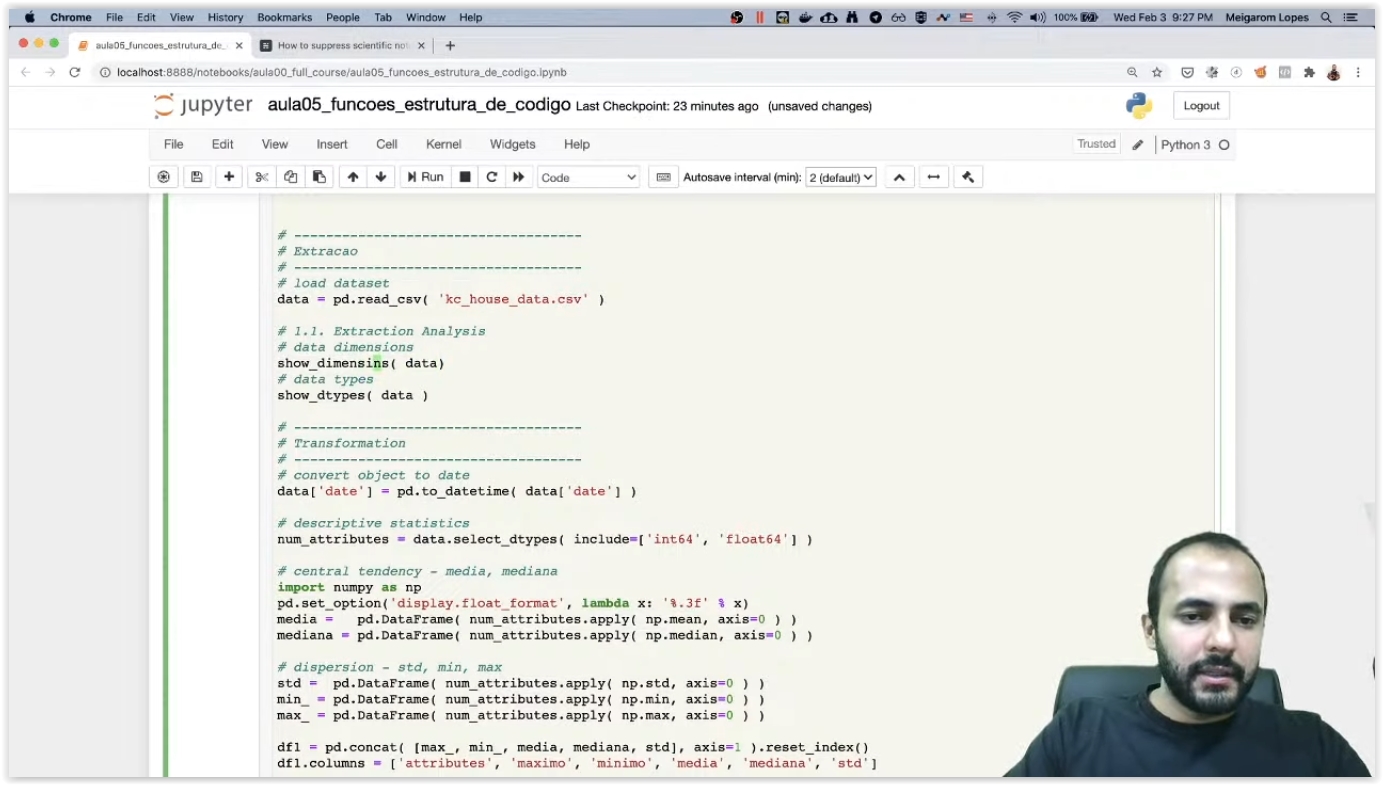 Chrome File Edit View History Bookmarks People Tab Window Help 100% Wed Feb 3 9:27 PM Meigarom Lopes
aula05_funcoes_estrutura_de_ How to suppress scientific not
localhost:8888/notebooks/aula00_full_course/aula05_funcoes_estrutura_de_codigo.ipynb
jupyter aula05_funcoes_estrutura_de_codigo Last Checkpoint: 23 minutes ago (unsaved changes) Logout
File Edit View Insert Cell Kernel Widgets Help Trusted Python 3
Run Code Autosave interval (min): 2 (default)
# ------------------------------------
# Extracao
# ------------------------------------
# load dataset
data = pd.read_csv( 'kc_house_data.csv' )
# 1.1. Extraction Analysis
# data dimensions
show_dimensins( data)
# data types
show_dtypes( data )
# ------------------------------------
# Transformation
# ------------------------------------
# convert object to date
data['date'] = pd.to_datetime( data['date'] )
# descriptive statistics
num_attributes = data.select_dtypes( include=['int64', 'float64'] )
# central tendency - media, mediana
import numpy as np
pd.set_option('display.float_format', lambda x: '%.3f' % x)
media =   pd.DataFrame( num_attributes.apply( np.mean, axis=0 ) )
mediana = pd.DataFrame( num_attributes.apply( np.median, axis=0 ) )
# dispersion - std, min, max
std =  pd.DataFrame( num_attributes.apply( np.std, axis=0 ) )
min_ = pd.DataFrame( num_attributes.apply( np.min, axis=0 ) )
max_ = pd.DataFrame( num_attributes.apply( np.max, axis=0 ) )
df1 = pd.concat( [max_, min_, media, mediana, std], axis=1 ).reset_index()
df1.columns = ['attributes', 'maximo', 'minimo', 'media', 'mediana', 'std']